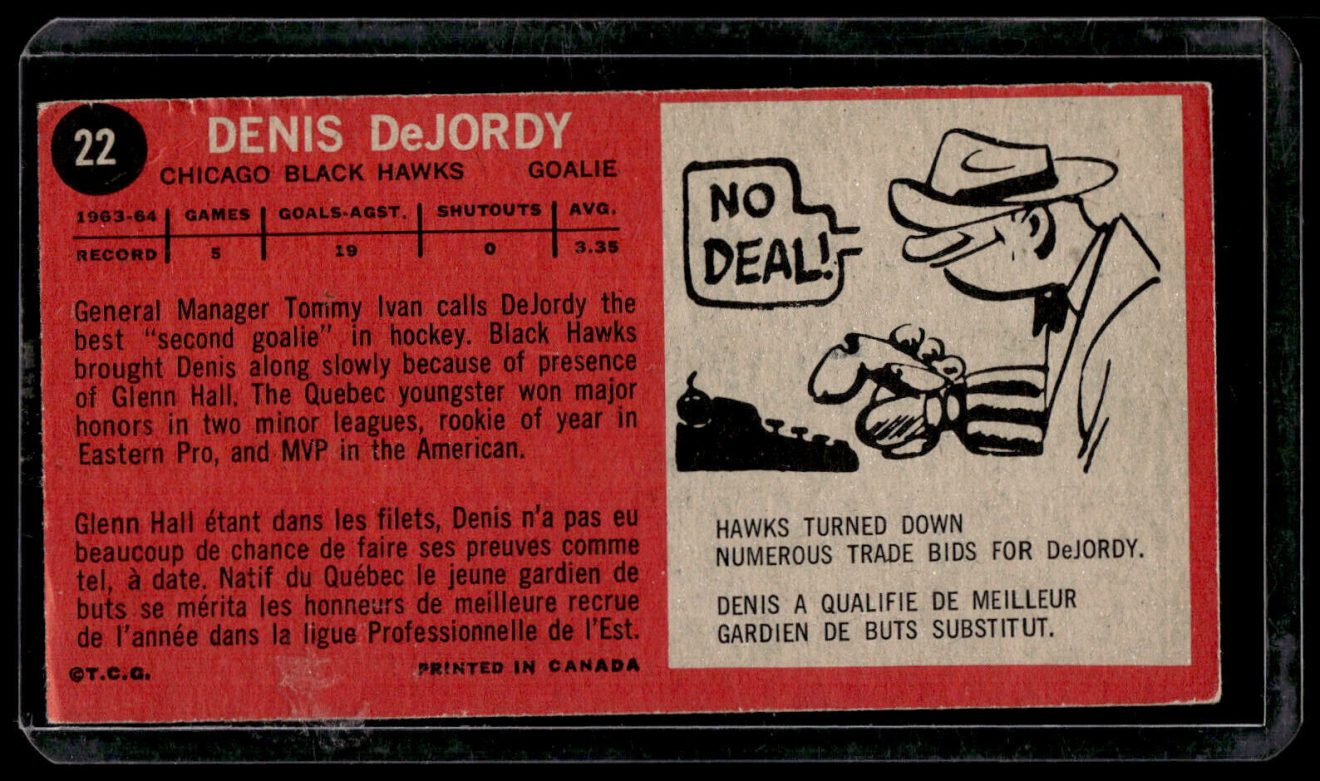 22
DENIS DeJORDY
CHICAGO BLACK HAWKS GOALIE
1963-64 GAMES GOALS-AGST. SHUTOUTS AVG.
RECORD 5 19 0 3.35
General Manager Tommy Ivan calls DeJordy the
best "second goalie" in hockey. Black Hawks
brought Denis along slowly because of presence
of Glenn Hall. The Quebec youngster won major
honors in two minor leagues, rookie of year in
Eastern Pro, and MVP in the American.
Glenn Hall étant dans les filets, Denis n'a pas eu
beaucoup de chance de faire ses preuves comme
tel, à date. Natif du Québec le jeune gardien de
buts se mérita les honneurs de meilleure recrue
de l'année dans la ligue Professionnelle de l'Est.
©T.C.G. PRINTED IN CANADA
NO
DEAL!
HAWKS TURNED DOWN
NUMEROUS TRADE BIDS FOR DeJORDY.
DENIS A QUALIFIE DE MEILLEUR
GARDIEN DE BUTS SUBSTITUT.